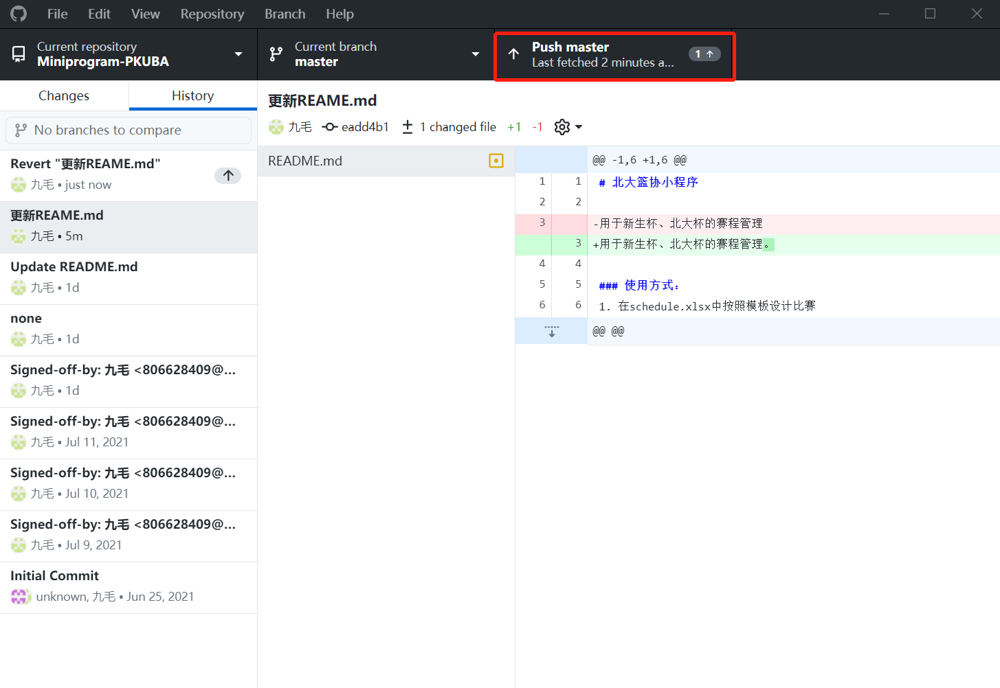 File Edit View Repository Branch Help
Current repository
Miniprogram-PKUBA
Current branch
master
Push master
Last fetched 2 minutes a...
1
Changes
History
No branches to compare
Revert "更新REAME.md"
九毛 • just now
更新REAME.md
九毛 • 5m
Update README.md
九毛 • 1d
none
九毛 • 1d
Signed-off-by: 九毛 <806628409@...
九毛 • 1d
Signed-off-by: 九毛 <806628409@...
九毛 • Jul 11, 2021
Signed-off-by: 九毛 <806628409@...
九毛 • Jul 10, 2021
Signed-off-by: 九毛 <806628409@...
九毛 • Jul 9, 2021
Initial Commit
unknown, 九毛 • Jun 25, 2021
更新REAME.md
九毛 eadd4b1 ± 1 changed file +1 -1
README.md
@@ -1,6 +1,6 @@
1 1 # 北大篮协小程序
2 2
3 -用于新生杯、北大杯的赛程管理
3 +用于新生杯、北大杯的赛程管理。
4 4
5 5 ### 使用方式：
6 6 1. 在schedule.xlsx中按照模板设计比赛
@@ @@